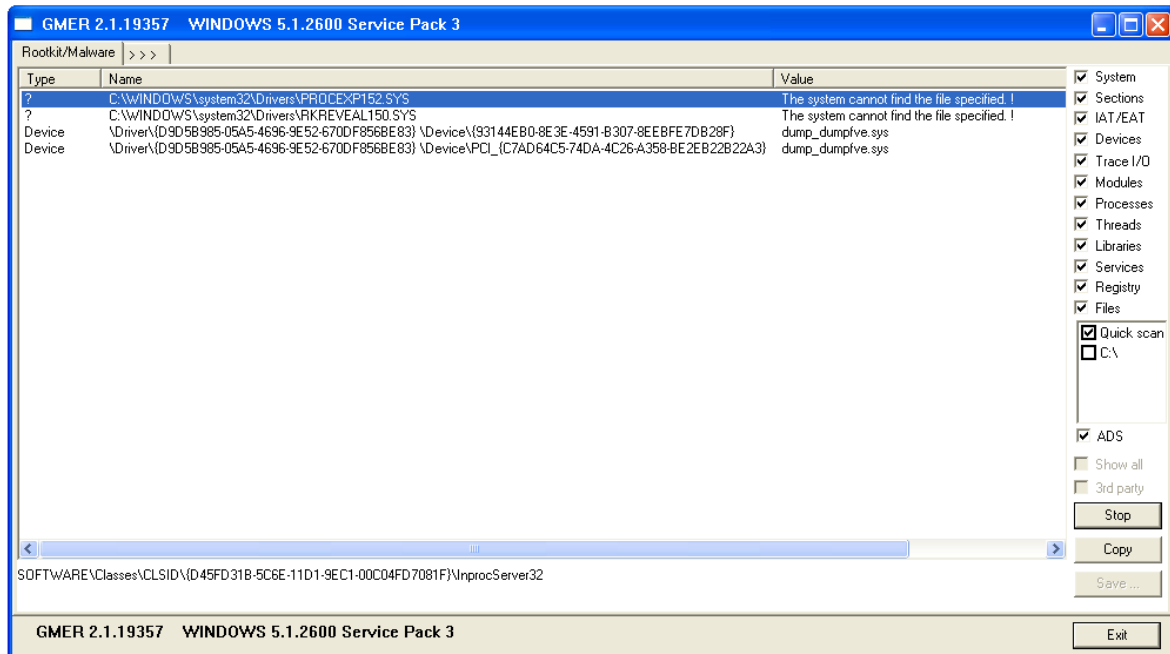 GMER 2.1.19357 WINDOWS 5.1.2600 Service Pack 3
Rootkit/Malware > > >
Type Name Value
? C:\WINDOWS\system32\Drivers\PROCEXP152.SYS The system cannot find the file specified. !
? C:\WINDOWS\system32\Drivers\RKREVEAL150.SYS The system cannot find the file specified. !
Device \Driver\{D9D5B985-05A5-4696-9E52-670DF856BE83} \Device\{93144EB0-8E3E-4591-B307-8EEBFE7DB28F} dump_dumpfve.sys
Device \Driver\{D9D5B985-05A5-4696-9E52-670DF856BE83} \Device\PCI_{C7AD64C5-74DA-4C26-A358-BE2EB22B22A3} dump_dumpfve.sys
System
Sections
IAT/EAT
Devices
Trace I/O
Modules
Processes
Threads
Libraries
Services
Registry
Files
Quick scan
C:\
ADS
Show all
3rd party
Stop
Copy
Save ...
SOFTWARE\Classes\CLSID\{D45FD31B-5C6E-11D1-9EC1-00C04FD7081F}\InprocServer32
GMER 2.1.19357 WINDOWS 5.1.2600 Service Pack 3
Exit